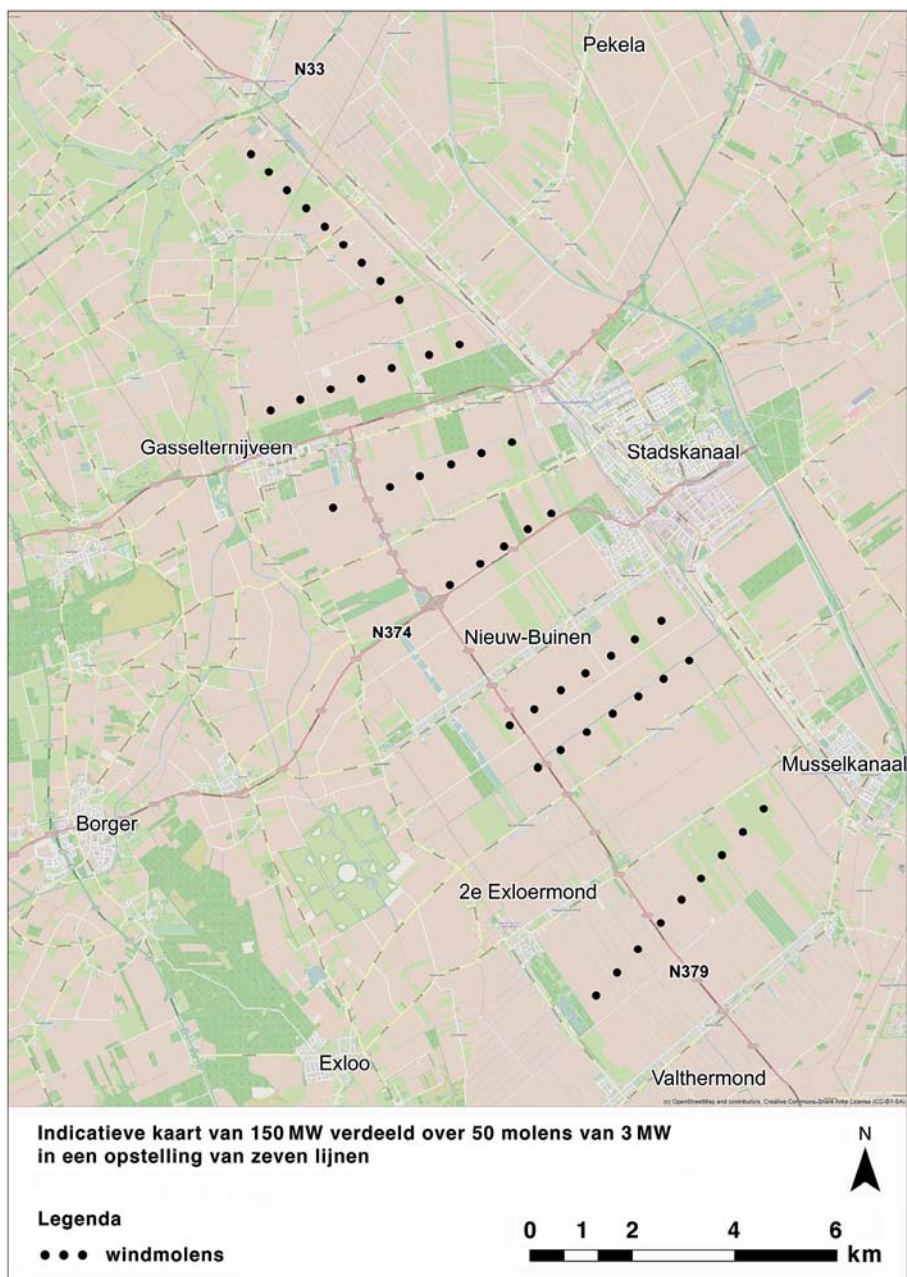 Pekela
N33
Gasselternijveen
Stadskanaal
N374
Nieuw-Buinen
Musselkanaal
Borger
2e Exloermond
N379
Exloo
Valthermond
(c) OpenStreetMap and contributors, Creative Commons-Share Alike License (CC-BY-SA)
Indicatieve kaart van 150 MW verdeeld over 50 molens van 3 MW
in een opstelling van zeven lijnen
N
Legenda
windmolens
0 1 2 4 6
km